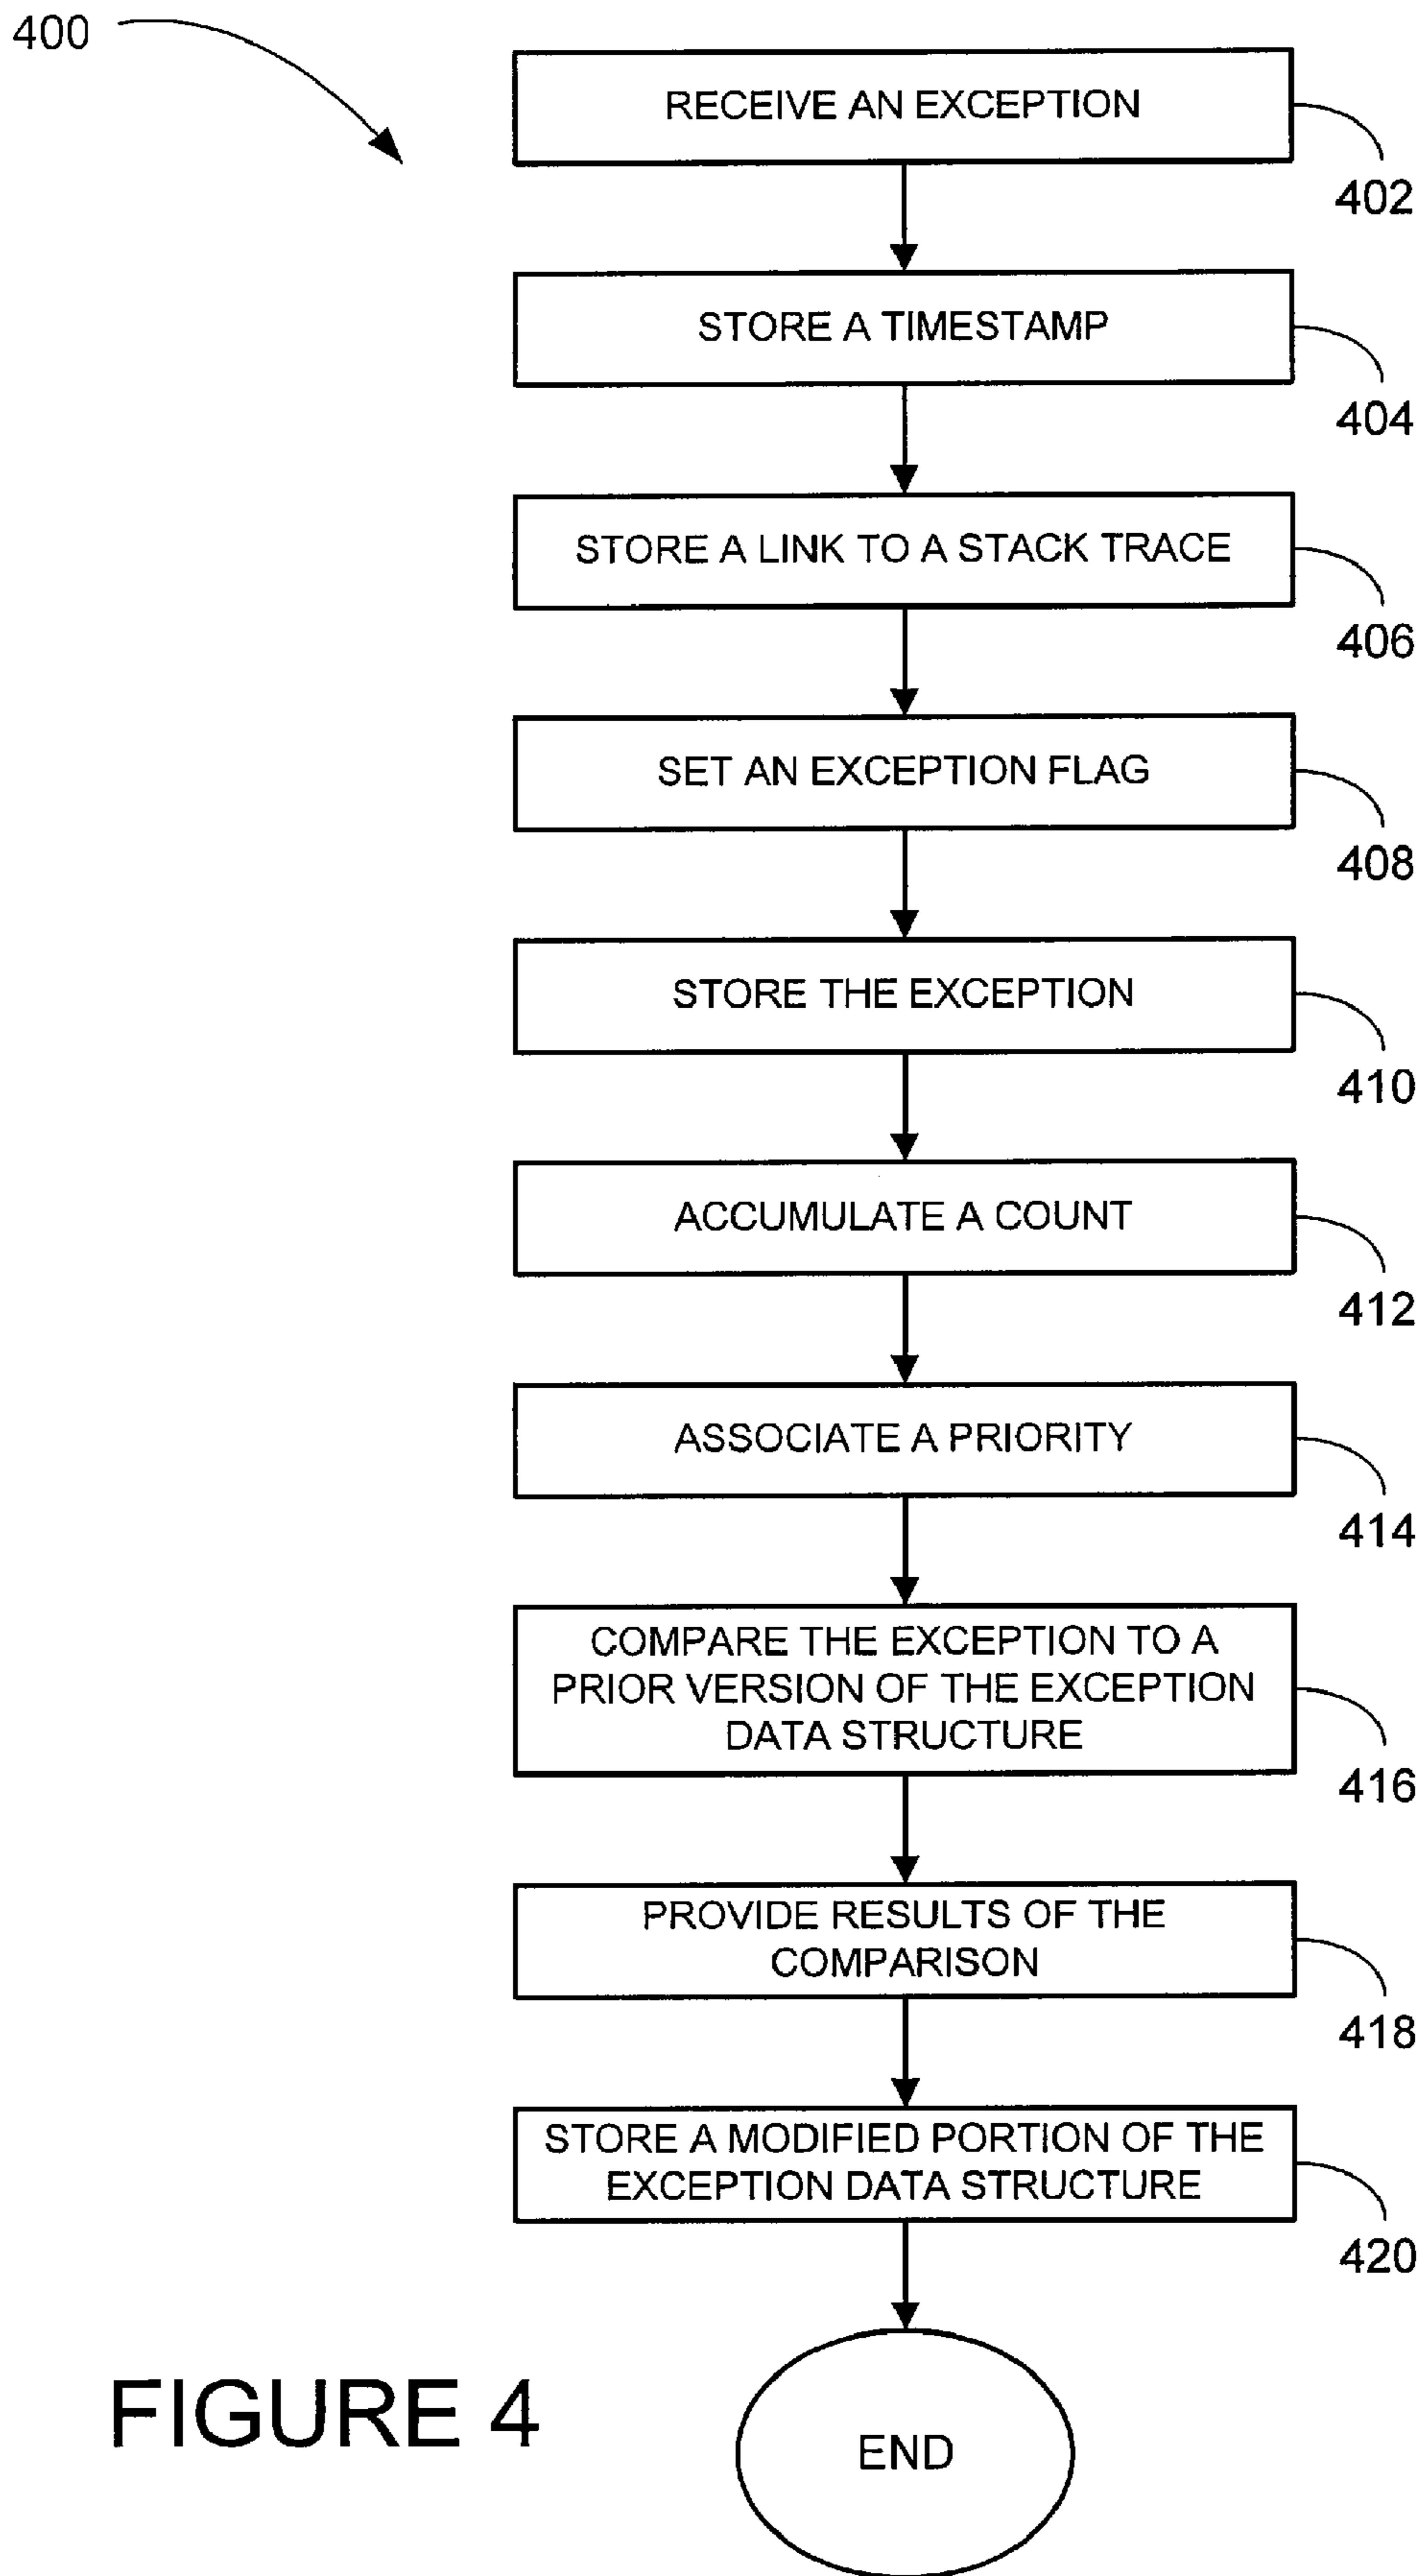 400
RECEIVE AN EXCEPTION
402
STORE A TIMESTAMP
404
STORE A LINK TO A STACK TRACE
406
SET AN EXCEPTION FLAG
408
STORE THE EXCEPTION
410
ACCUMULATE A COUNT
412
ASSOCIATE A PRIORITY
414
COMPARE THE EXCEPTION TO A
PRIOR VERSION OF THE EXCEPTION
DATA STRUCTURE
416
PROVIDE RESULTS OF THE
COMPARISON
418
STORE A MODIFIED PORTION OF THE
EXCEPTION DATA STRUCTURE
420
FIGURE 4
END